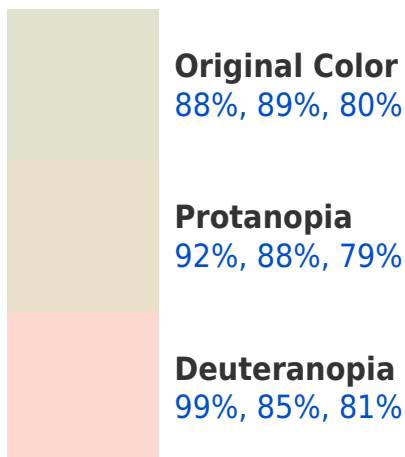 Original Color
88%, 89%, 80%
Protanopia
92%, 88%, 79%
Deuteranopia
99%, 85%, 81%